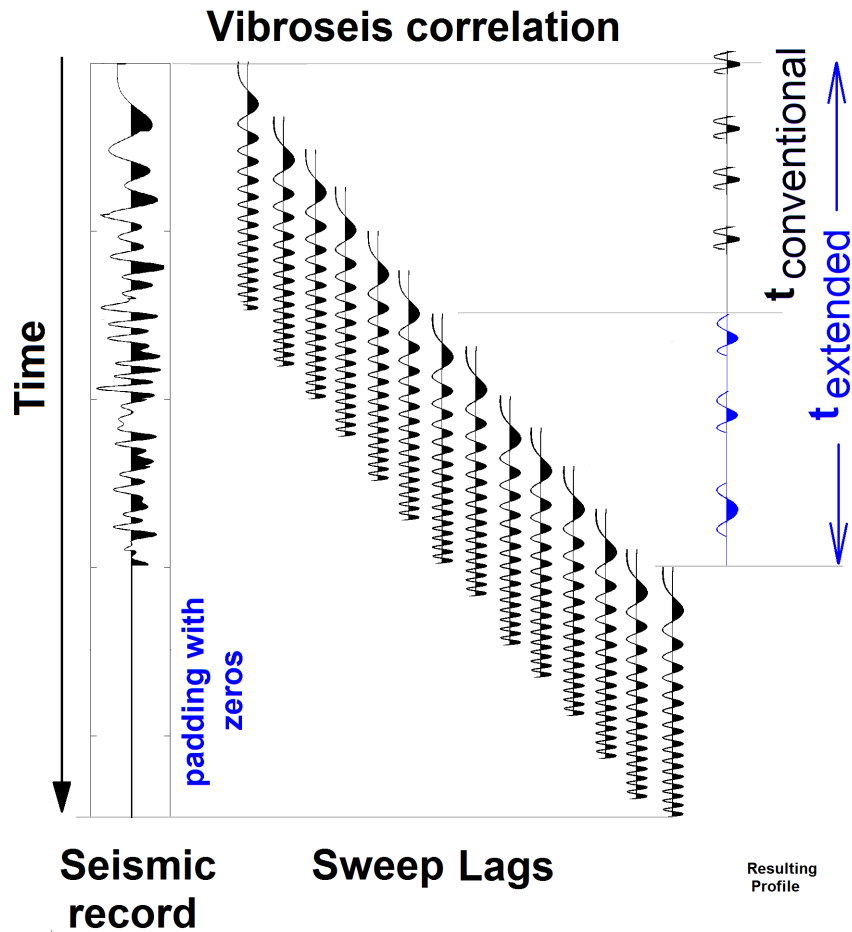 Vibroseis correlation
Time
padding with
zeros
t conventional
t extended
Seismic
record
Sweep Lags
Resulting
Profile